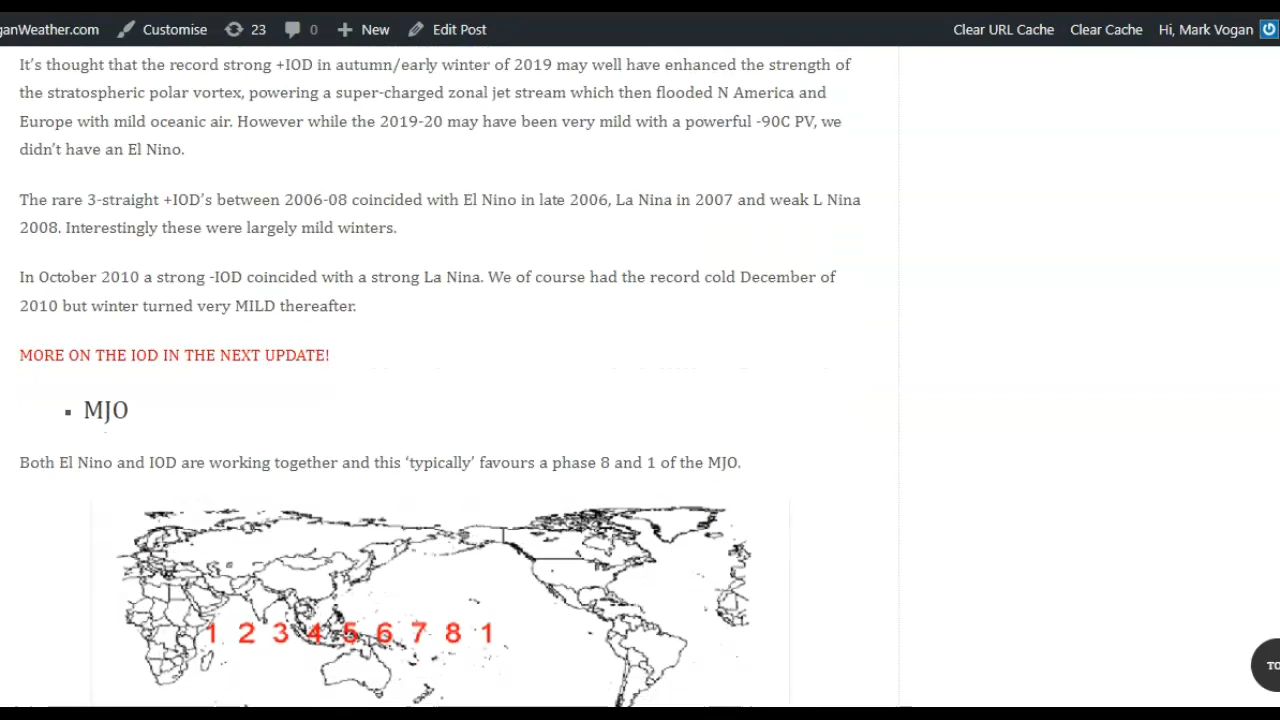 ganWeather.com Customise 23 0 New Edit Post Clear URL Cache Clear Cache Hi, Mark Vogan
It's thought that the record strong +IOD in autumn/early winter of 2019 may well have enhanced the strength of
the stratospheric polar vortex, powering a super-charged zonal jet stream which then flooded N America and
Europe with mild oceanic air. However while the 2019-20 may have been very mild with a powerful -90C PV, we
didn't have an El Nino.
The rare 3-straight +IOD's between 2006-08 coincided with El Nino in late 2006, La Nina in 2007 and weak L Nina
2008. Interestingly these were largely mild winters.
In October 2010 a strong -IOD coincided with a strong La Nina. We of course had the record cold December of
2010 but winter turned very MILD thereafter.
MORE ON THE IOD IN THE NEXT UPDATE!
▪ MJO
Both El Nino and IOD are working together and this ‘typically’ favours a phase 8 and 1 of the MJO.
1 2 3 4 5 6 7 8 1
TO